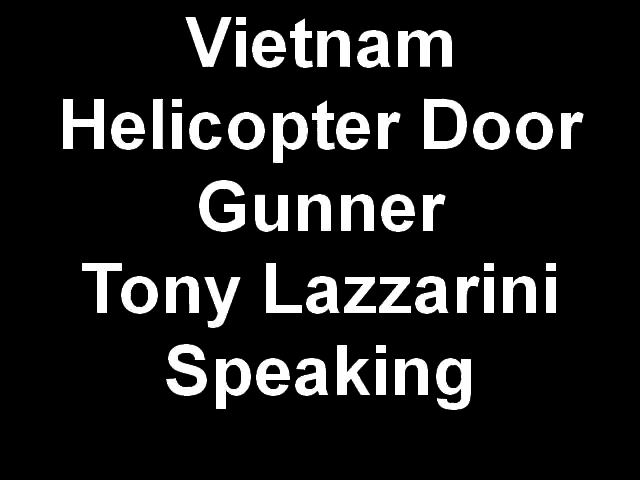 Vietnam
Helicopter Door
Gunner
Tony Lazzarini
Speaking